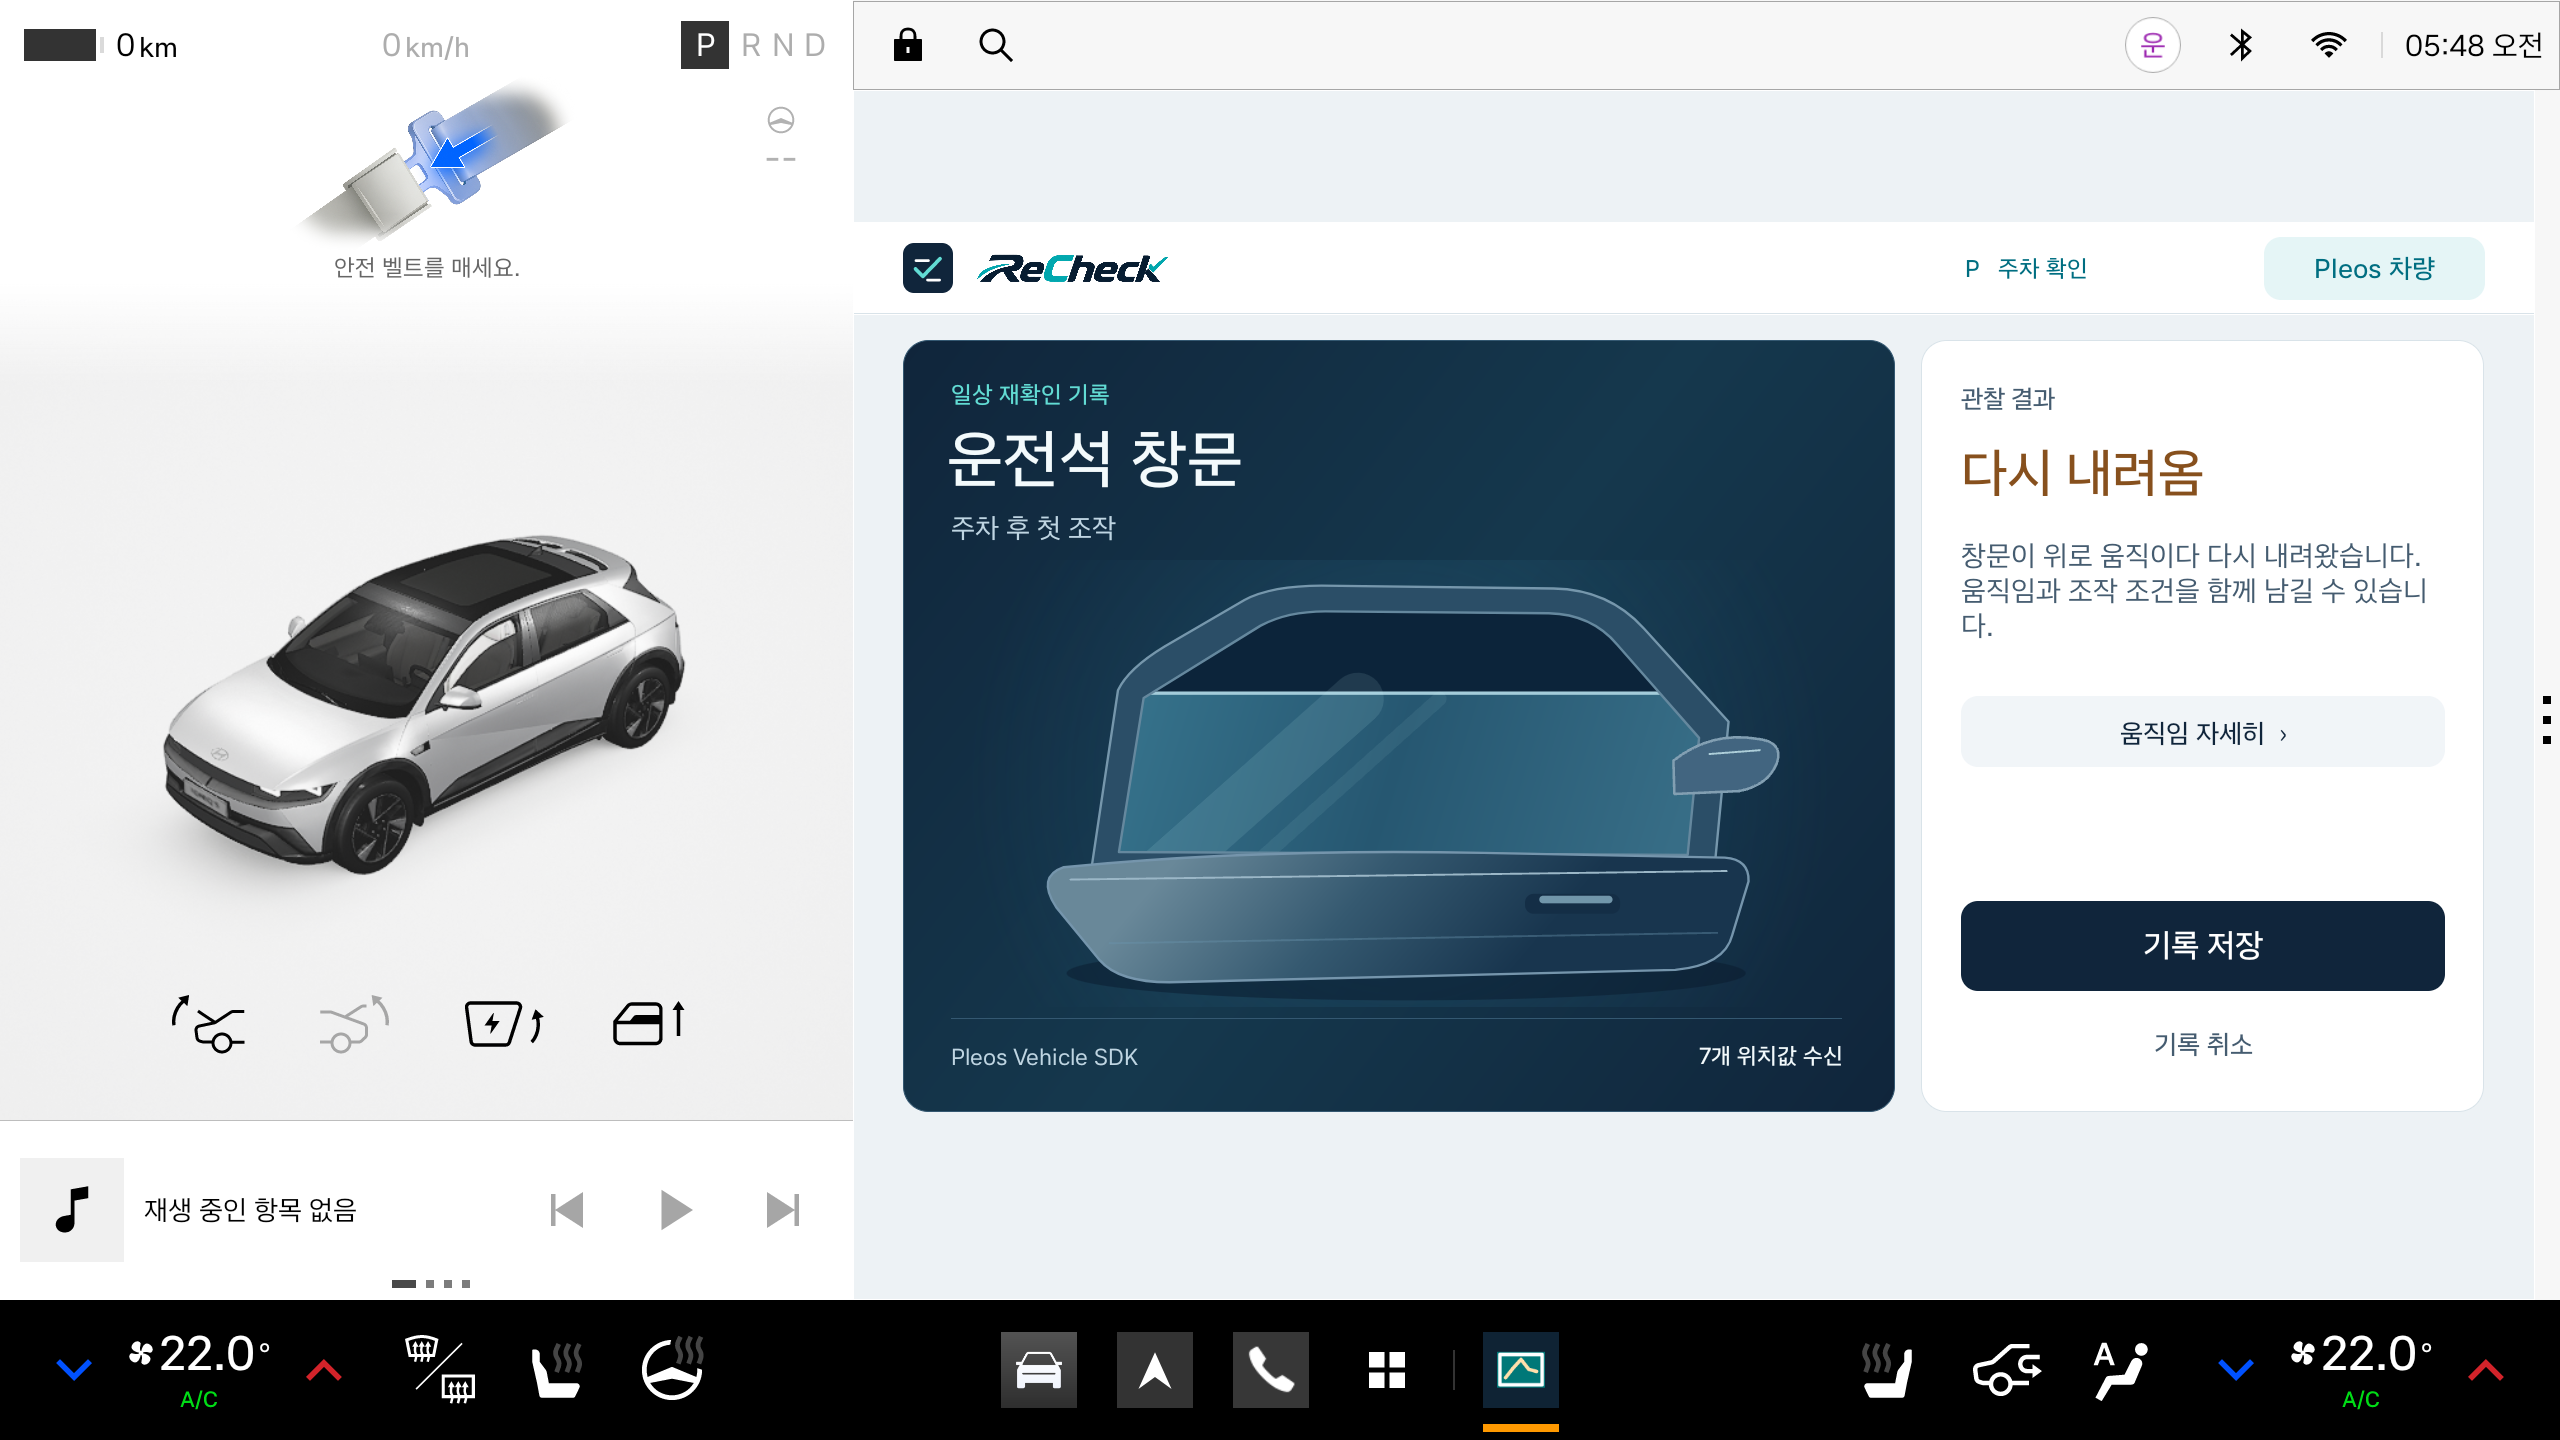 0 km
0 km/h
P R N D
운
05:48 오전
안전 벨트를 매세요.
ReCheck
P 주차 확인
Pleos 차량
일상 재확인 기록
운전석 창문
주차 후 첫 조작
Pleos Vehicle SDK
7개 위치값 수신
관찰 결과
다시 내려옴
창문이 위로 움직이다 다시 내려왔습니다.
움직임과 조작 조건을 함께 남길 수 있습니
다.
움직임 자세히 ›
기록 저장
기록 취소
재생 중인 항목 없음
22.0°
A/C
A
22.0°
A/C